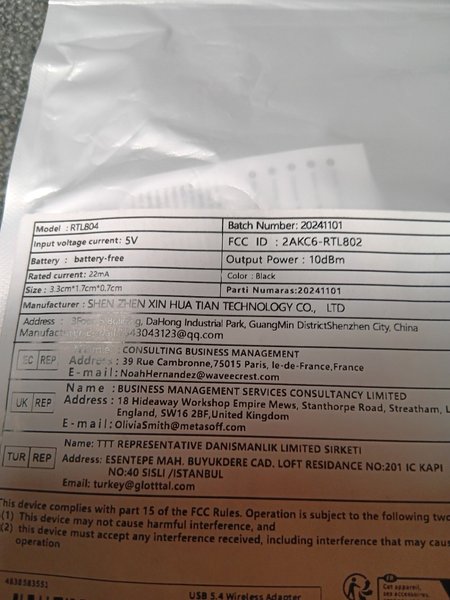 Model : RTL804
Batch Number: 20241101
Input voltage current: 5V
FCC ID : 2AKC6-RTL802
Battery : battery-free
Output Power : 10dBm
Rated current: 22mA
Color : Black
Size : 3.3cm*1.7cm*0.7cm
Parti Numaras:20241101
Manufacturer : SHEN ZHEN XIN HUA TIAN TECHNOLOGY CO., LTD
Address : DaHong Industrial Park, GuangMin DistrictShenzhen City, China
EC REP
CONSULTING BUSINESS MANAGEMENT
Address : 39 Rue Cambronne,75015 Paris, Ie-de-France,France
E-mail: NoahHernandez@waveecrest.com
UK REP
Name : BUSINESS MANAGEMENT SERVICES CONSULTANCY LIMITED
Address : 18 Hideaway Workshop Empire Mews, Stanthorpe Road, Streatham, L
England, SW16 2BF,United Kingdom
E-mail: OliviaSmith@metasoff.com
TUR REP
Name: TTT REPRESENTATIVE DANISMANLIK LIMITED SIRKETI
Address: ESENTEPE MAH. BUYUKDERE CAD. LOFT RESIDANCE NO:201 IC KAPI
NO:40 SISLI /ISTANBUL
Email: turkey@glotttal.com
This device complies with part 15 of the FCC Rules. Operation is subject to the following two
(1) This device may not cause harmful interference, and
(2) this device must accept any interference received, including interference that may caus
operation
4838583551
USB 5.4 Wireless Adapter
FR
Cet appareil,
ses accessoires